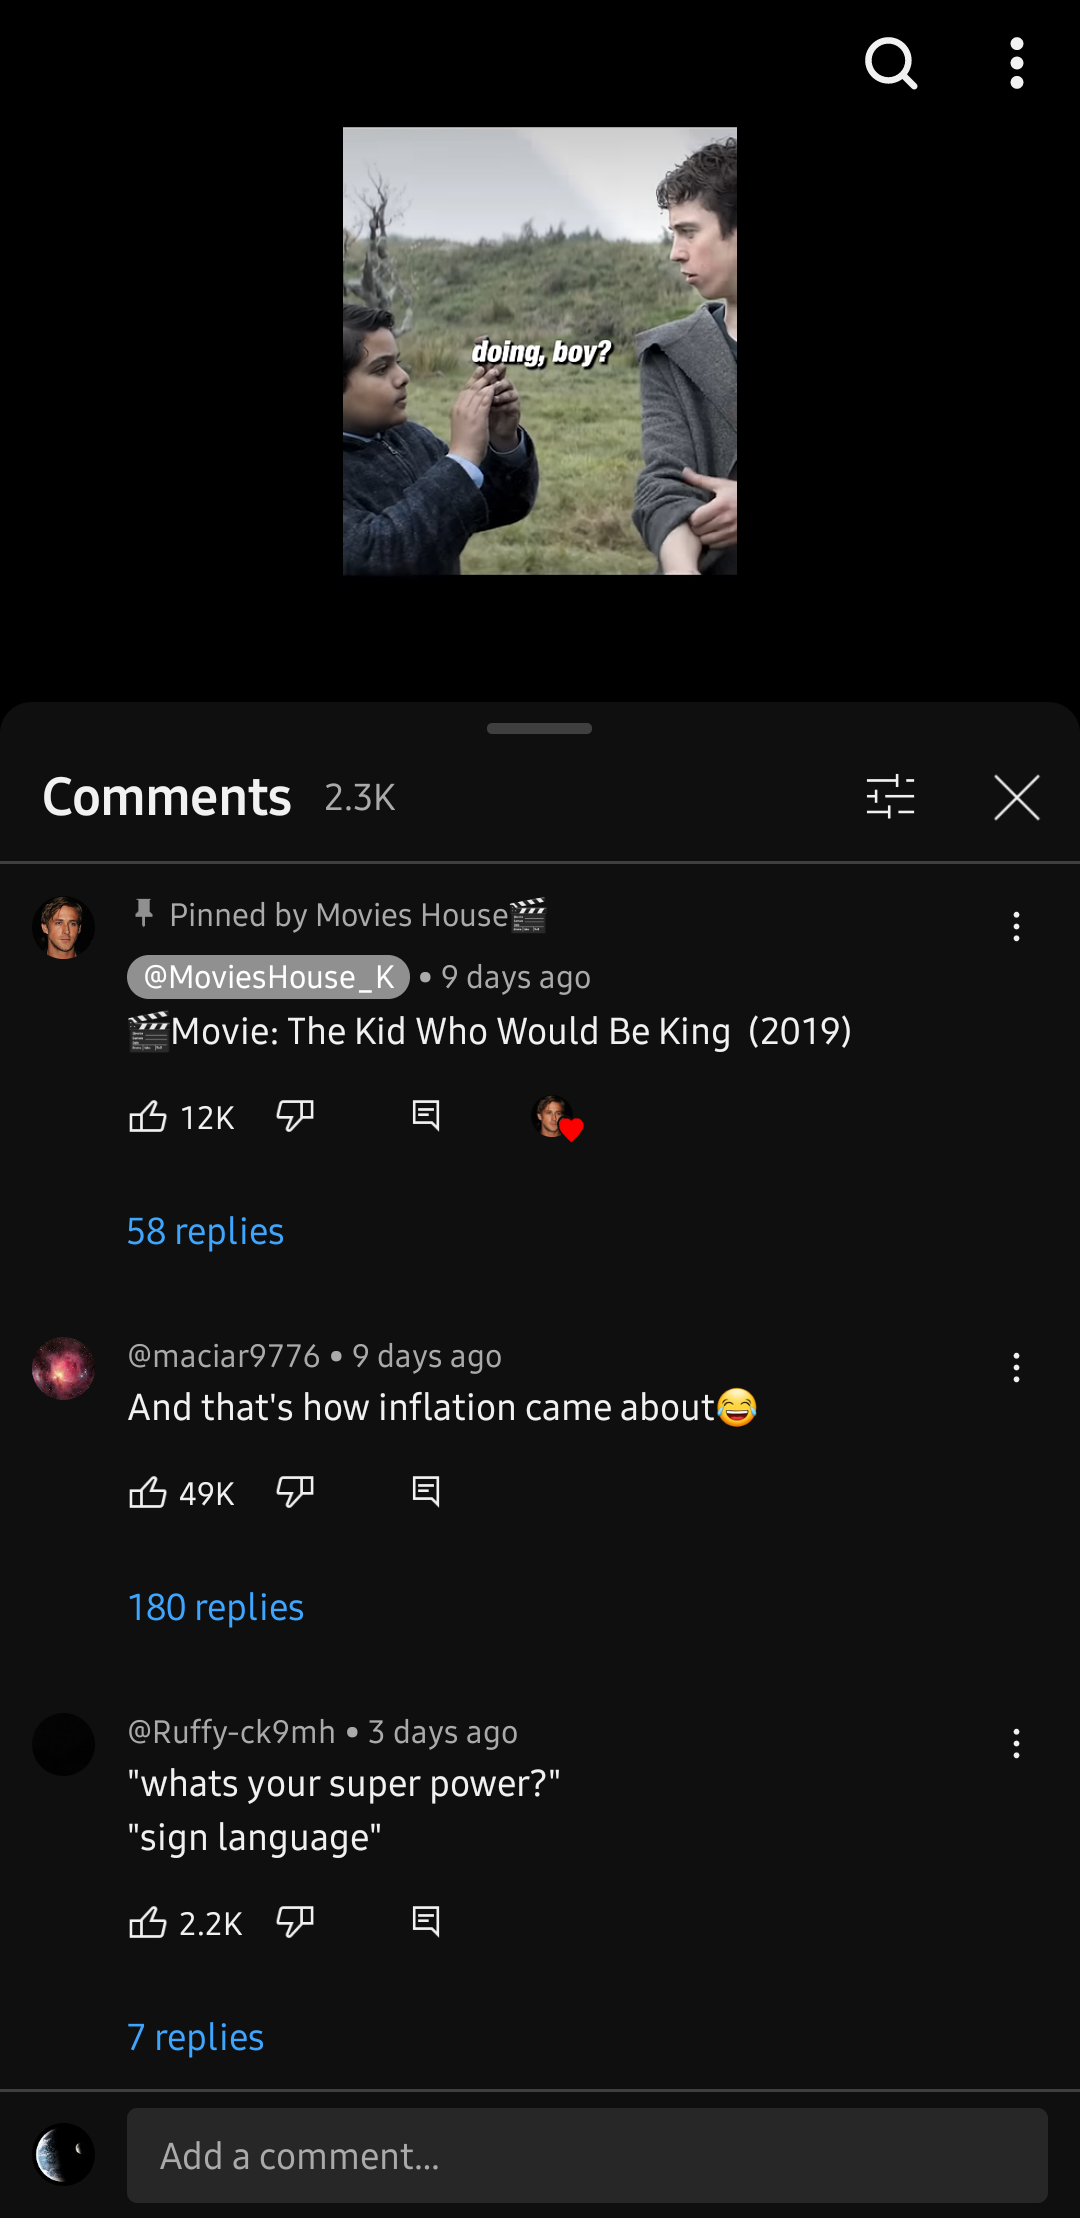 doing, boy?
Comments 2.3K
Pinned by Movies House🎬
@MoviesHouse_K • 9 days ago
🎬Movie: The Kid Who Would Be King (2019)
12K
58 replies
@maciar9776 • 9 days ago
And that's how inflation came about😂
49K
180 replies
@Ruffy-ck9mh • 3 days ago
"whats your super power?"
"sign language"
2.2K
7 replies
Add a comment...